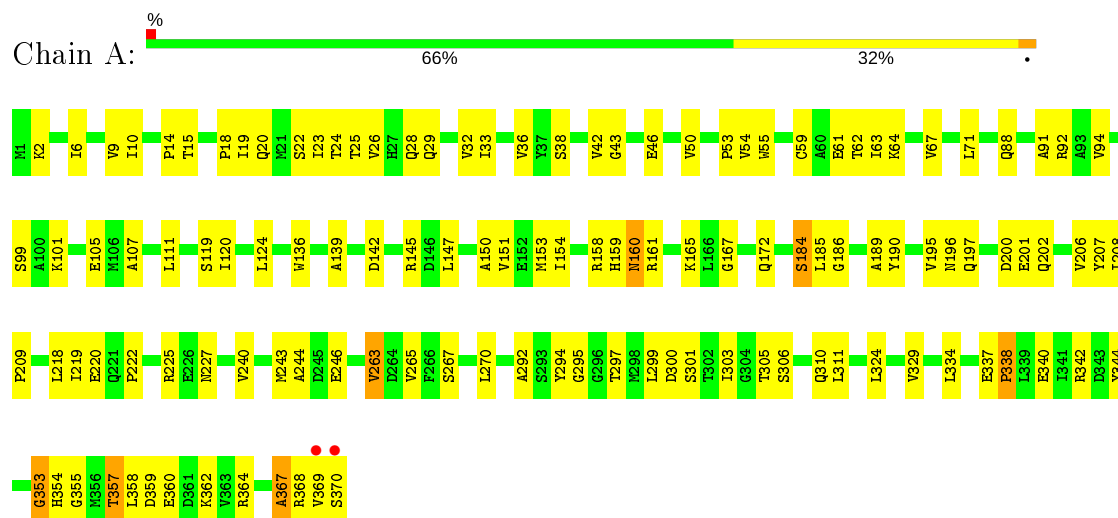 %
Chain A:
66% 32% •
M1 K2 I6 V9 I10 P14 T15 P18 I19 Q20 M21 S22 I23 T24 T25 V26 H27 Q28 Q29 V32 I33 V36 Y37 S38 V42 G43 E46 V50 P53 V54 W55 C59 A60 E61 T62 I63 K64 V67 L71 Q88 A91 R92 A93 V94
S99 A100 K101 E105 M106 A107 L111 S119 I120 L124 W136 A139 D142 R145 D146 L147 A150 V151 E152 M153 I154 R158 H159 N160 R161 K165 L166 G167 Q172 S184 L185 G186 A189 Y190 V195 N196 Q197 D200 E201 Q202 V206 Y207 I208
P209 L218 I219 E220 Q221 P222 R225 E226 N227 V240 M243 A244 D245 E246 V263 D264 V265 F266 S267 L270 A292 S293 Y294 G295 G296 T297 M298 L299 D300 S301 T302 I303 G304 T305 S306 Q310 L311 L324 V329 L334 E337 P338 L339 E340 I341 R342 D343 Y344
G353 H354 G355 M356 T357 L358 D359 E360 D361 K362 V363 R364 A367 R368 V369 S370